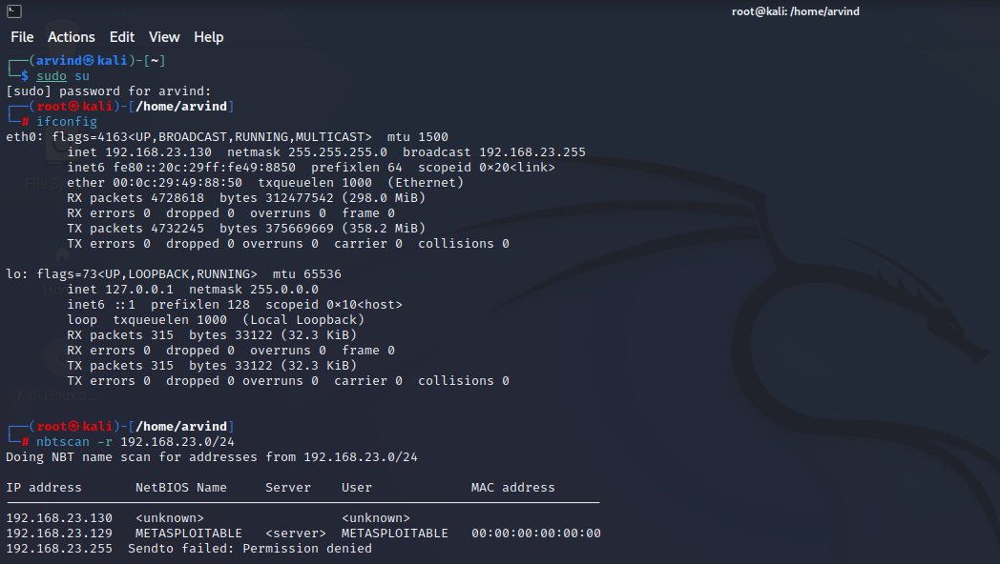 root@kali: /home/arvind
File Actions Edit View Help
┌──(arvind㉿kali)-[~]
└─$ sudo su
[sudo] password for arvind:
┌──(root㉿kali)-[/home/arvind]
└─# ifconfig
eth0: flags=4163<UP,BROADCAST,RUNNING,MULTICAST>  mtu 1500
        inet 192.168.23.130  netmask 255.255.255.0  broadcast 192.168.23.255
        inet6 fe80::20c:29ff:fe49:8850  prefixlen 64  scopeid 0×20<link>
        ether 00:0c:29:49:88:50  txqueuelen 1000  (Ethernet)
        RX packets 4728618  bytes 312477542 (298.0 MiB)
        RX errors 0  dropped 0  overruns 0  frame 0
        TX packets 4732245  bytes 375669669 (358.2 MiB)
        TX errors 0  dropped 0 overruns 0  carrier 0  collisions 0
lo: flags=73<UP,LOOPBACK,RUNNING>  mtu 65536
        inet 127.0.0.1  netmask 255.0.0.0
        inet6 ::1  prefixlen 128  scopeid 0×10<host>
        loop  txqueuelen 1000  (Local Loopback)
        RX packets 315  bytes 33122 (32.3 KiB)
        RX errors 0  dropped 0  overruns 0  frame 0
        TX packets 315  bytes 33122 (32.3 KiB)
        TX errors 0  dropped 0 overruns 0  carrier 0  collisions 0
┌──(root㉿kali)-[/home/arvind]
└─# nbtscan -r 192.168.23.0/24
Doing NBT name scan for addresses from 192.168.23.0/24
IP address       NetBIOS Name     Server    User             MAC address
192.168.23.130   <unknown>                  <unknown>
192.168.23.129   METASPLOITABLE   <server>  METASPLOITABLE   00:00:00:00:00:00
192.168.23.255  Sendto failed: Permission denied